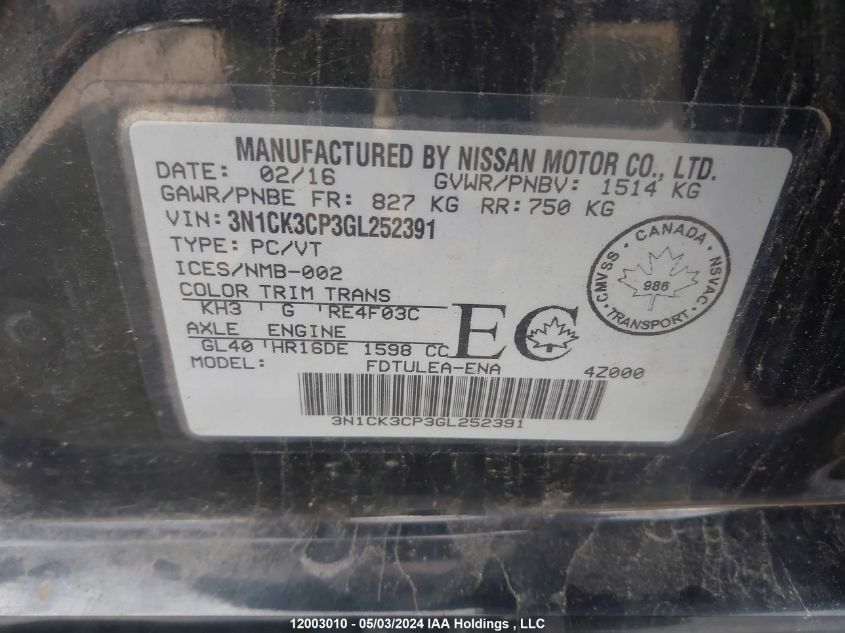 MANUFACTURED BY NISSAN MOTOR CO., LTD.
DATE: 02/16 GVWR/PNBV: 1514 KG
GAWR/PNBE FR: 827 KG RR: 750 KG
VIN: 3N1CK3CP3GL252391
TYPE: PC/VT
ICES/NMB-002
COLOR TRIM TRANS
KH3 G RE4F03C
AXLE ENGINE
GL40 HR16DE 1598 CC
EC
CANADA
CMVSS NSVAC
986
TRANSPORT
MODEL: FDTULEA-ENA 4Z000
3N1CK3CP3GL252391
12003010 - 05/03/2024 IAA Holdings, LLC